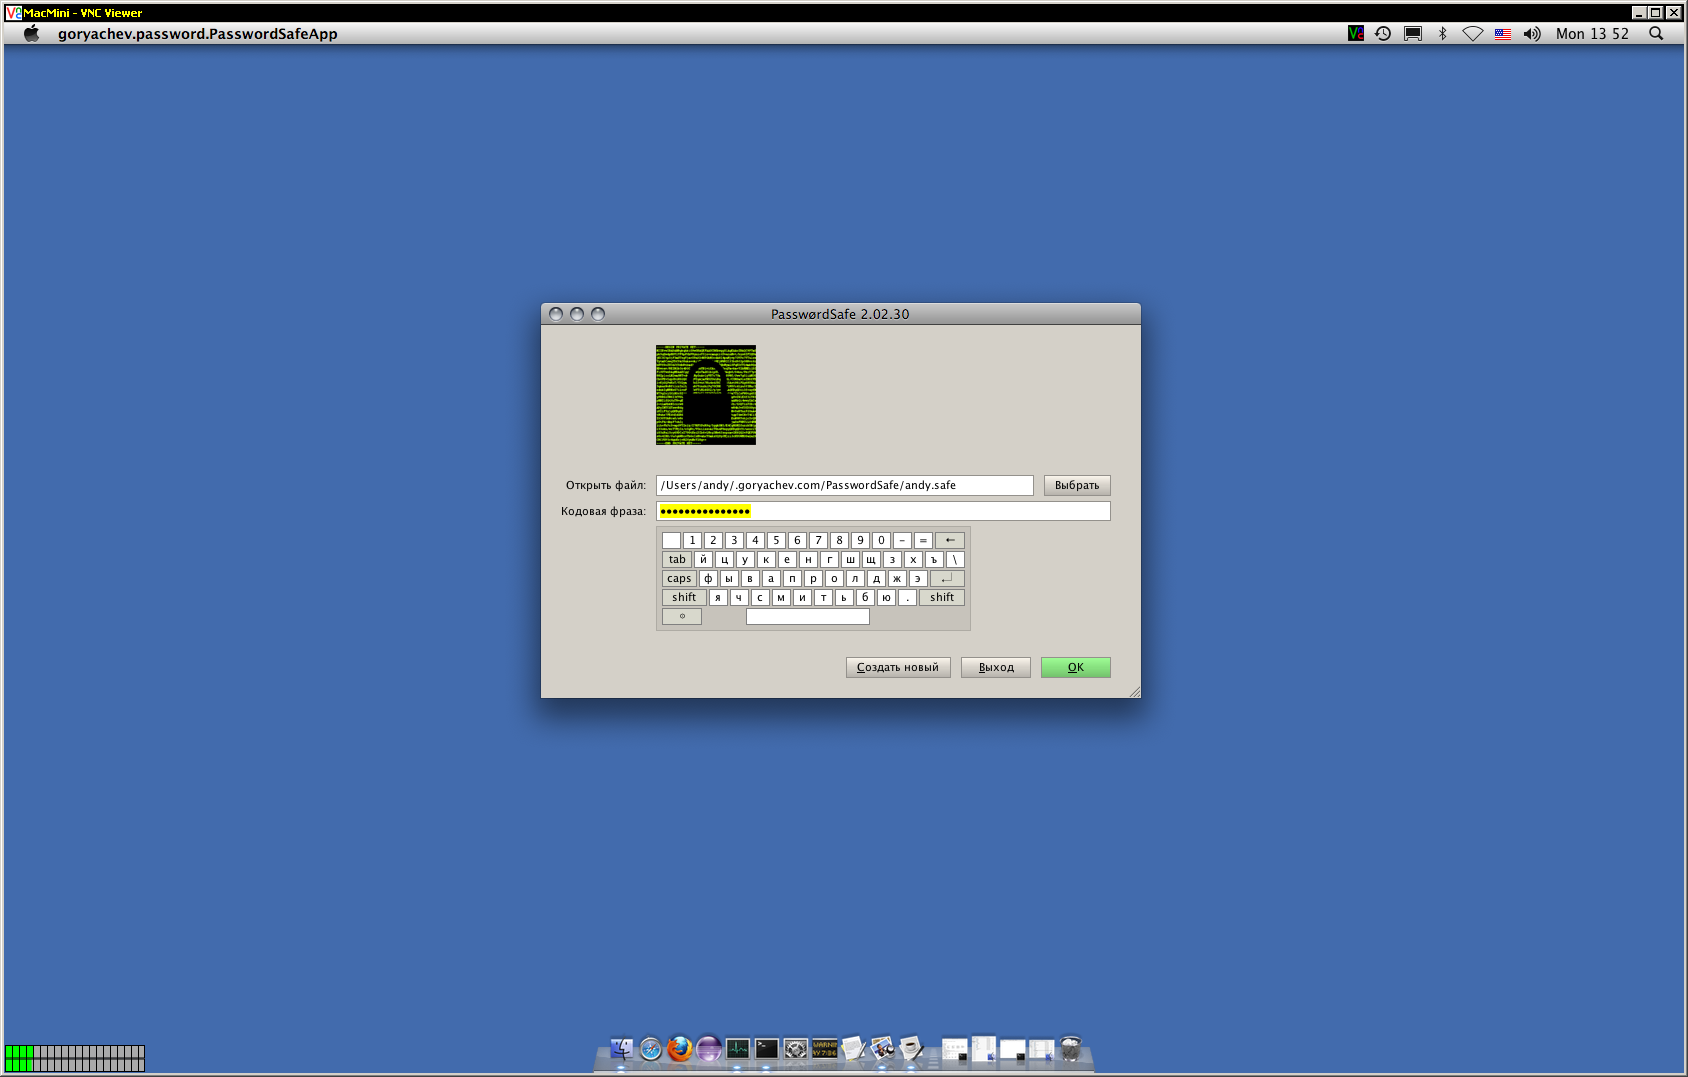 MacMini - VNC Viewer
goryachev.password.PasswordSafeApp
Mon 13 52
PasswørdSafe 2.02.30
Открыть файл: /Users/andy/.goryachev.com/PasswordSafe/andy.safe Выбрать
Кодовая фраза: •••••••••••••••
1 2 3 4 5 6 7 8 9 0 - = ←
tab й ц у к е н г ш щ з х ъ \
caps ф ы в а п р о л д ж э
shift я ч с м и т ь б ю . shift
Создать новый Выход OK